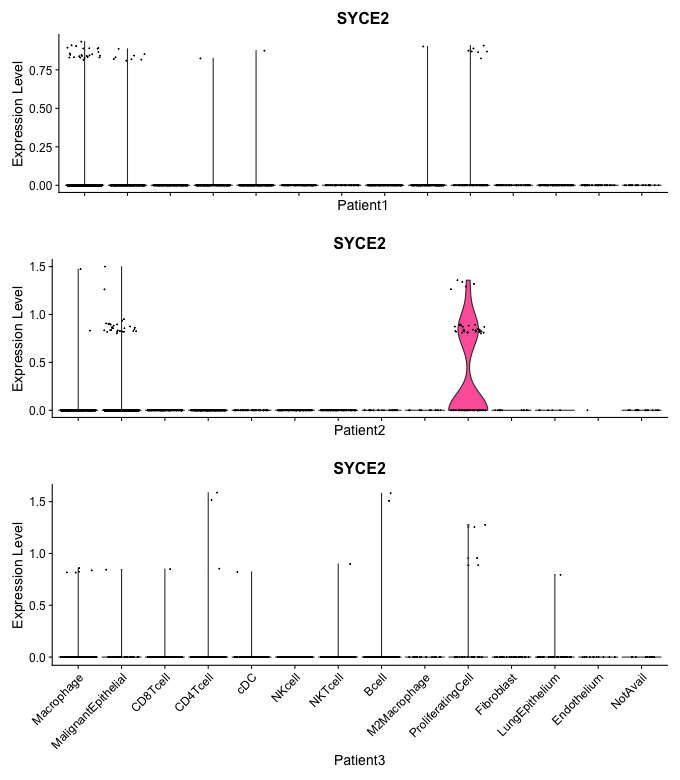 SYCE2
Expression Level
0.75
0.50
0.25
0.00
Patient1
SYCE2
Expression Level
1.5
1.0
0.5
0.0
Patient2
SYCE2
Expression Level
1.5
1.0
0.5
0.0
Macrophage
MalignantEpithelial
CD8Tcell
CD4Tcell
cDC
NKcell
NKTcell
Bcell
M2Macrophage
ProliferatingCell
Fibroblast
LungEpithelium
Endothelium
NotAvail
Patient3